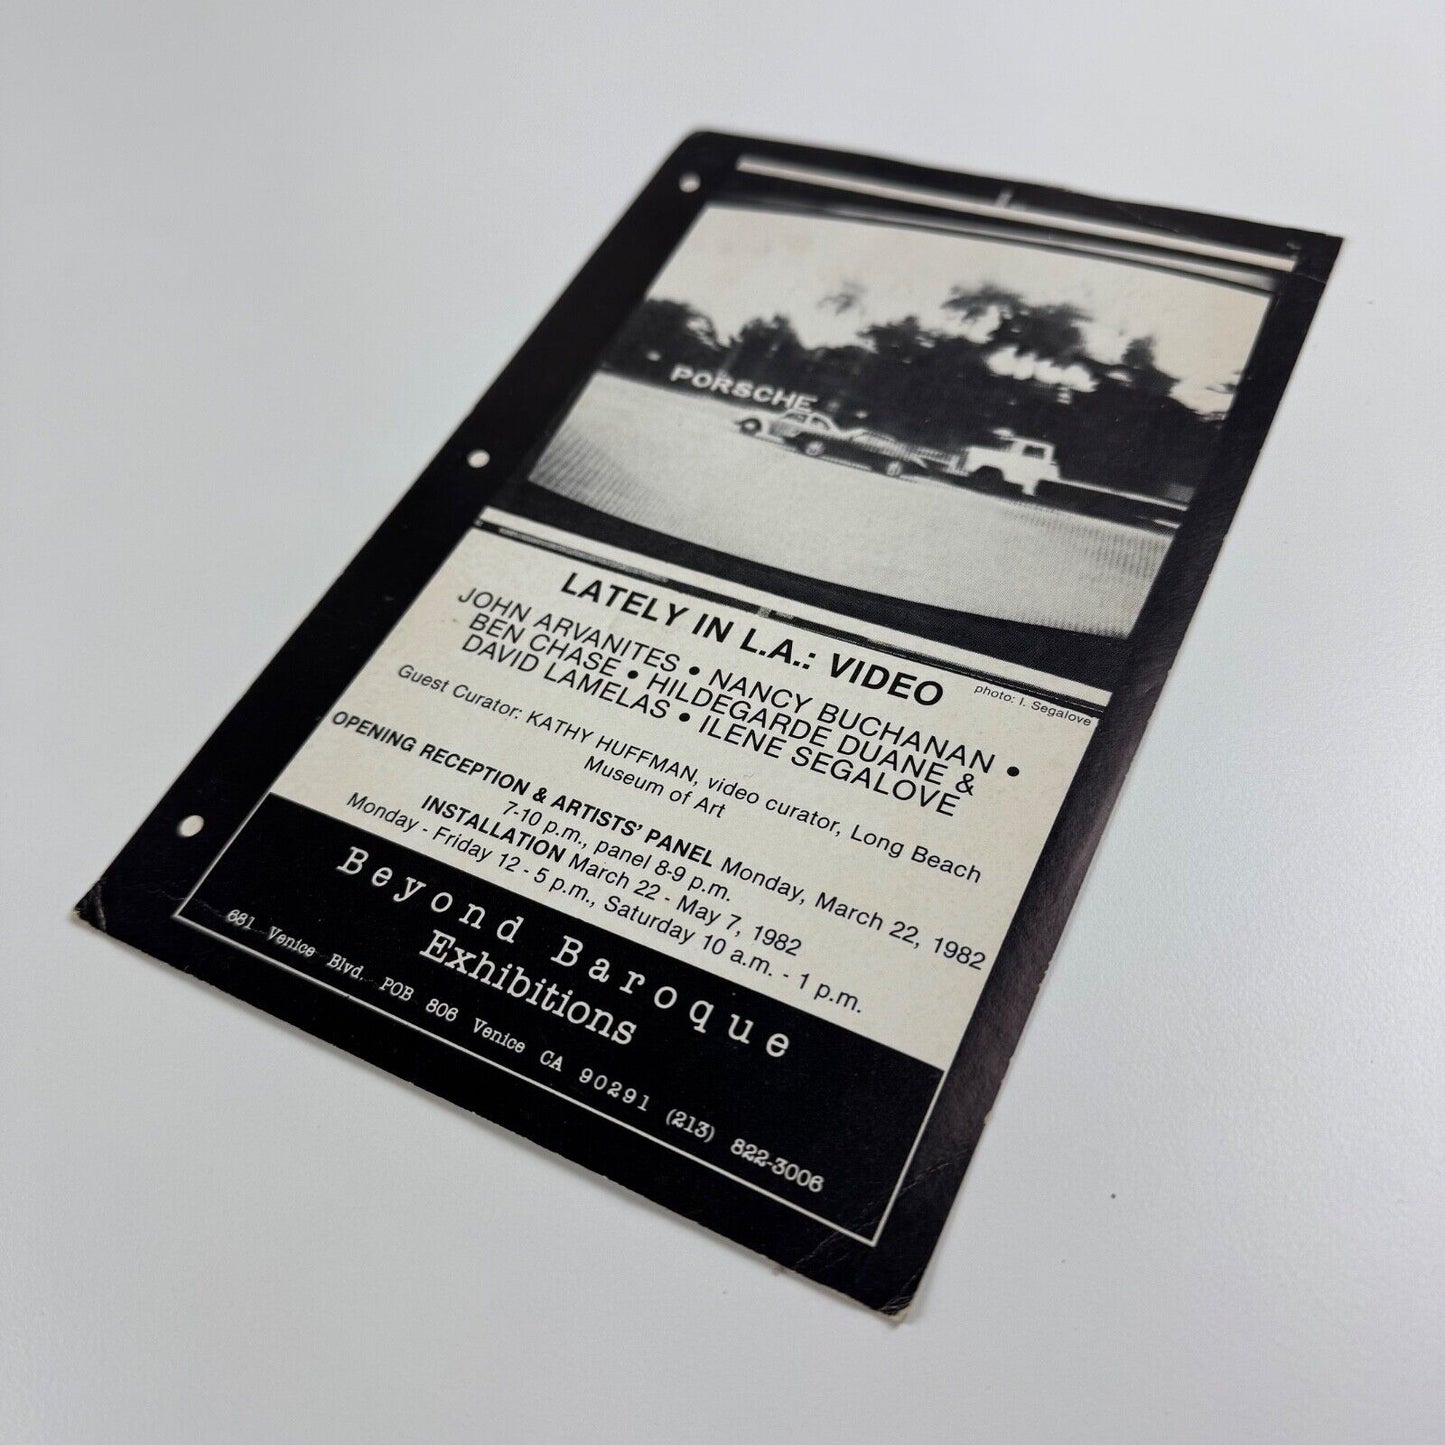 PORSCHE
LATELY IN L.A.: VIDEO
photo: I. Segalove
JOHN ARVANITES • NANCY BUCHANAN •
BEN CHASE • HILDEGARDE DUANE &
DAVID LAMELAS • ILENE SEGALOVE
Guest Curator: KATHY HUFFMAN, video curator, Long Beach
Museum of Art
OPENING RECEPTION & ARTISTS' PANEL Monday, March 22, 1982
7-10 p.m., panel 8-9 p.m.
INSTALLATION March 22 - May 7, 1982
Monday - Friday 12 - 5 p.m., Saturday 10 a.m. - 1 p.m.
Beyond Baroque
Exhibitions
681 Venice Blvd. POB 806 Venice CA 90291 (213) 822-3006